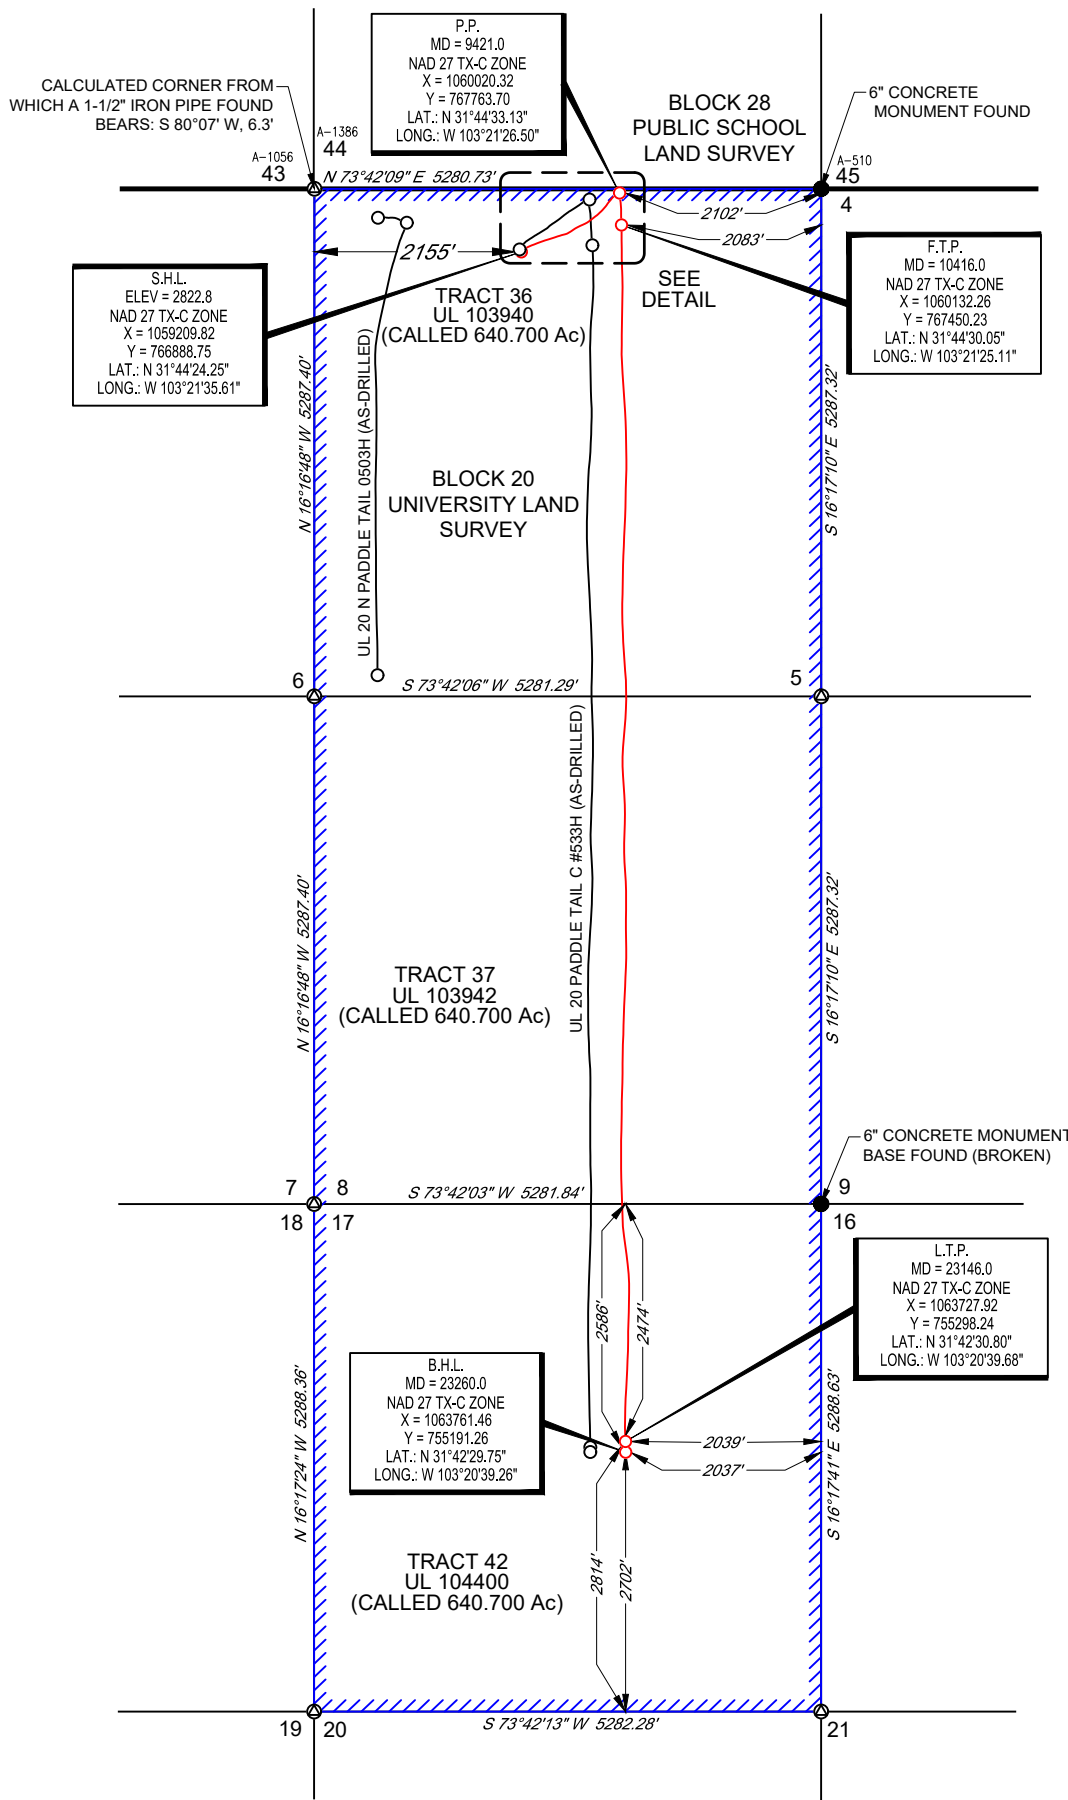 P.P.
MD = 9421.0
NAD 27 TX-C ZONE
X = 1060020.32
Y = 767763.70
LAT.: N 31°44'33.13"
LONG.: W 103°21'26.50"
CALCULATED CORNER FROM
WHICH A 1-1/2" IRON PIPE FOUND
BEARS: S 80°07' W, 6.3'
BLOCK 28
PUBLIC SCHOOL
LAND SURVEY
6" CONCRETE
MONUMENT FOUND
A-1386
44
A-1056
43
A-510
45
4
N 73°42'09" E 5280.73'
2102'
2083'
2155'
SEE
DETAIL
S.H.L.
ELEV = 2822.8
NAD 27 TX-C ZONE
X = 1059209.82
Y = 766888.75
LAT.: N 31°44'24.25"
LONG.: W 103°21'35.61"
F.T.P.
MD = 10416.0
NAD 27 TX-C ZONE
X = 1060132.26
Y = 767450.23
LAT.: N 31°44'30.05"
LONG.: W 103°21'25.11"
TRACT 36
UL 103940
(CALLED 640.700 Ac)
N 16°16'48" W 5287.40'
UL 20 N PADDLE TAIL 0503H (AS-DRILLED)
S 16°17'10" E 5287.32'
BLOCK 20
UNIVERSITY LAND
SURVEY
6
S 73°42'06" W 5281.29'
5
UL 20 PADDLE TAIL C #533H (AS-DRILLED)
N 16°16'48" W 5287.40'
S 16°17'10" E 5287.32'
TRACT 37
UL 103942
(CALLED 640.700 Ac)
6" CONCRETE MONUMENT
BASE FOUND (BROKEN)
7
8
S 73°42'03" W 5281.84'
9
18
17
16
L.T.P.
MD = 23146.0
NAD 27 TX-C ZONE
X = 1063727.92
Y = 755298.24
LAT.: N 31°42'30.80"
LONG.: W 103°20'39.68"
2586'
2474'
B.H.L.
MD = 23260.0
NAD 27 TX-C ZONE
X = 1063761.46
Y = 755191.26
LAT.: N 31°42'29.75"
LONG.: W 103°20'39.26"
2039'
2037'
N 16°17'24" W 5288.36'
S 16°17'41" E 5288.63'
2814'
2702'
TRACT 42
UL 104400
(CALLED 640.700 Ac)
19
20
S 73°42'13" W 5282.28'
21